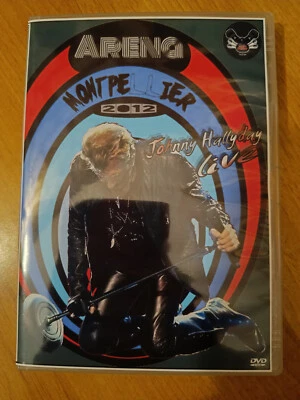 ARENA
MONTPELLIER
2012
Johnny Hallyday
Live
DVD